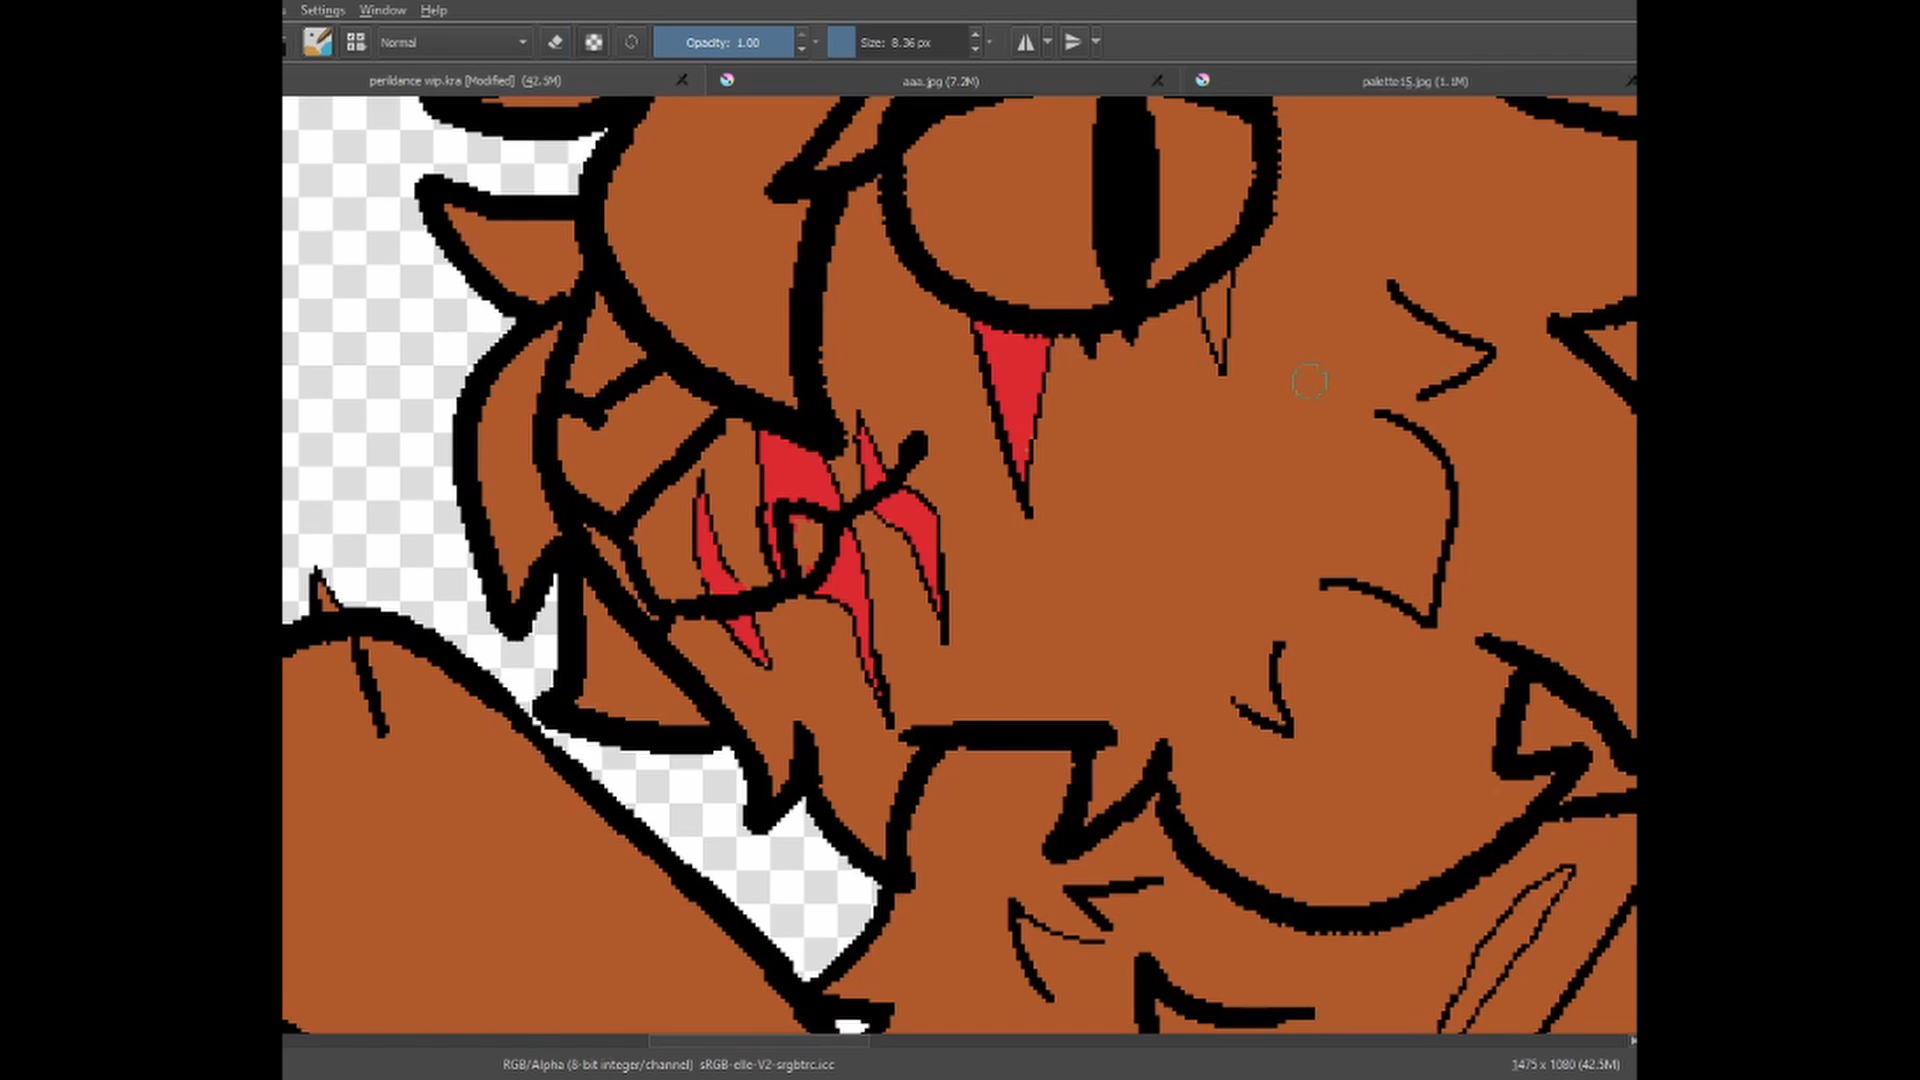 Settings Window Help
Normal Opacity: 1.00 Size: 8.36 px
perildance wp.kra [Modified] (42.5M) aaa.jpg (7.2M) palette15.jpg (1.1M)
RGB/Alpha (8-bit integer/channel) sRGB-elle-V2-srgbtrc.icc 1475 x 1080 (42.5M)